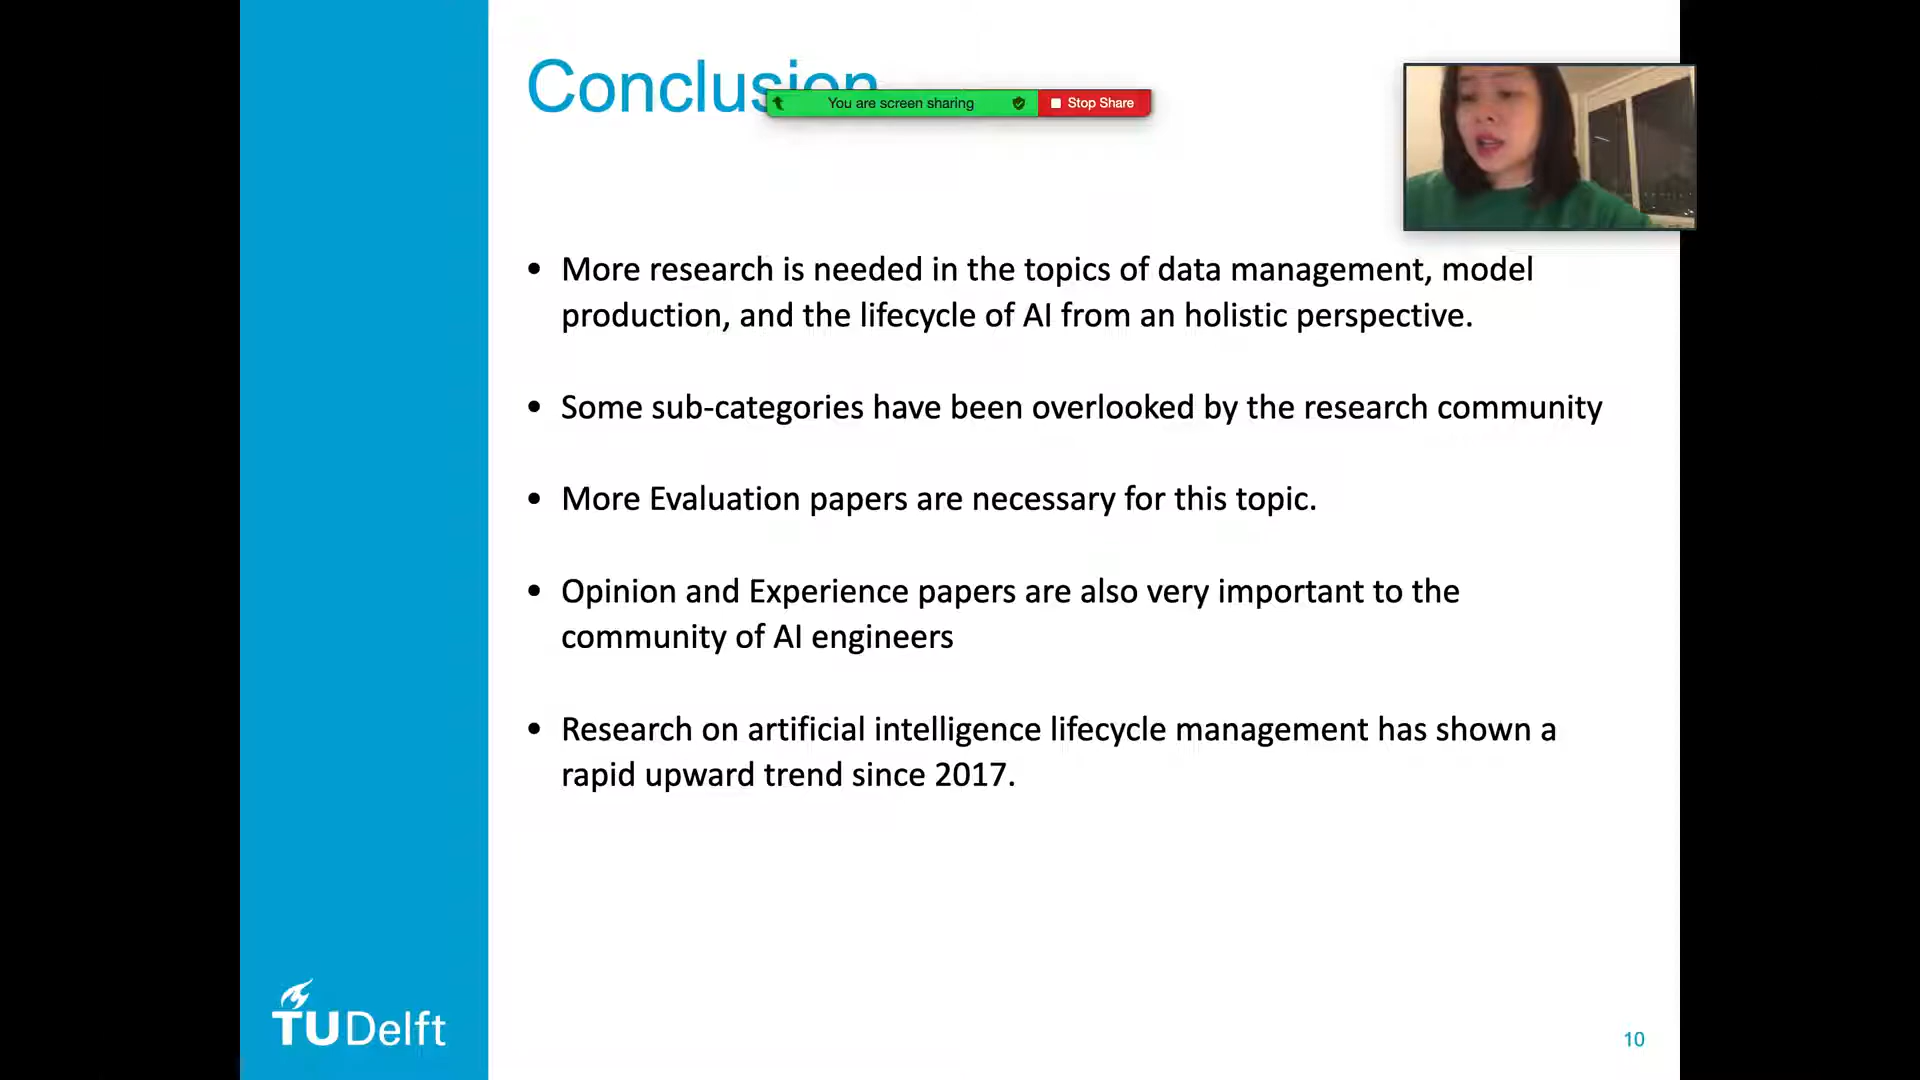 Conclusion
You are screen sharing
Stop Share
• More research is needed in the topics of data management, model
production, and the lifecycle of AI from an holistic perspective.
• Some sub-categories have been overlooked by the research community
• More Evaluation papers are necessary for this topic.
• Opinion and Experience papers are also very important to the
community of AI engineers
• Research on artificial intelligence lifecycle management has shown a
rapid upward trend since 2017.
TUDelft
10